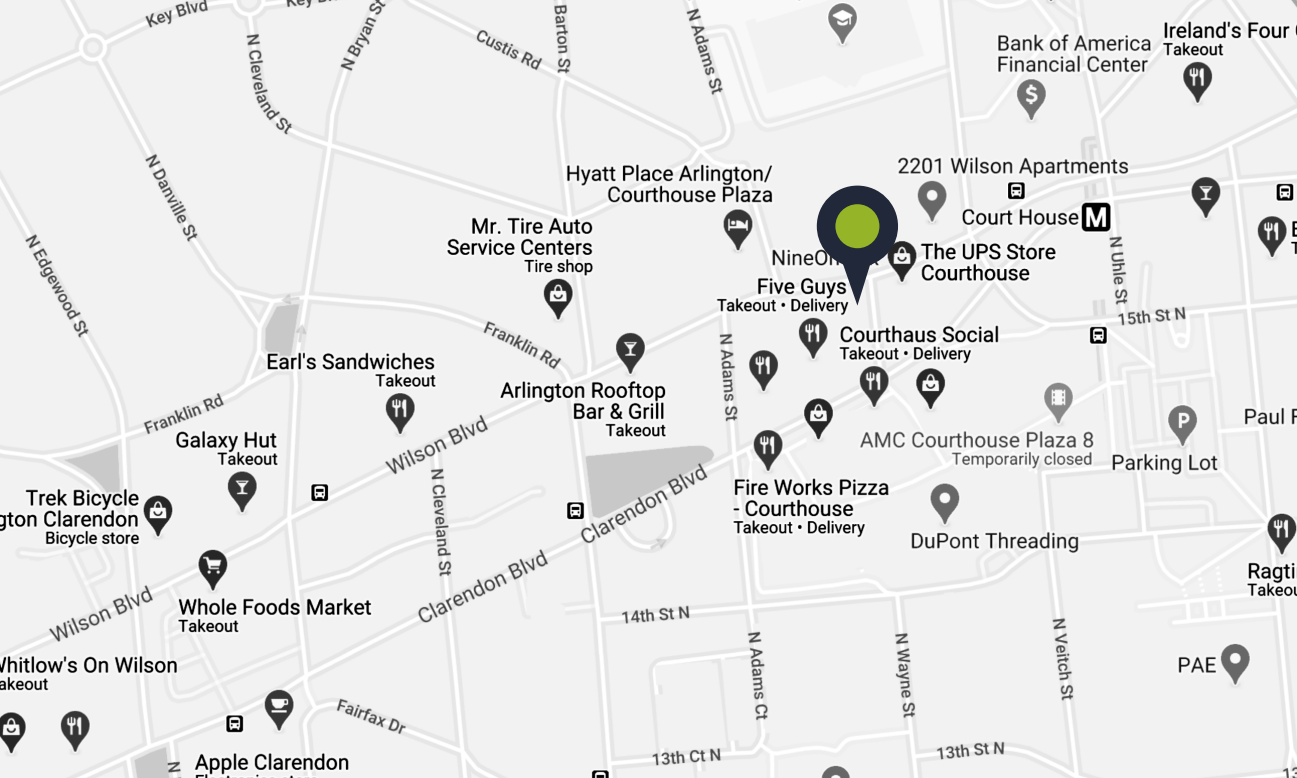 Key Blvd
Key Blvd
N Cleveland St
N Bryan St
Custis Rd
Barton St
N Adams St
Bank of America
Financial Center
Ireland's Four
Takeout
N Danville St
N Edgewood St
Hyatt Place Arlington/
Courthouse Plaza
2201 Wilson Apartments
Court House
M
Mr. Tire Auto
Service Centers
Tire shop
The UPS Store
Courthouse
Five Guys
Takeout • Delivery
N Uhle St
15th St N
Franklin Rd
N Adams St
Courthaus Social
Takeout • Delivery
Earl's Sandwiches
Takeout
Arlington Rooftop
Bar & Grill
Takeout
Franklin Rd
Wilson Blvd
Galaxy Hut
Takeout
AMC Courthouse Plaza 8
Temporarily closed
P
Parking Lot
Paul
Trek Bicycle
gton Clarendon
Bicycle store
N Cleveland St
Clarendon Blvd
Fire Works Pizza
- Courthouse
Takeout • Delivery
DuPont Threading
Ragti
Takeou
Wilson Blvd
Whole Foods Market
Takeout
Clarendon Blvd
14th St N
N Adams Ct
N Wayne St
N Veitch St
Whitlow's On Wilson
akeout
PAE
Fairfax Dr
Apple Clarendon
13th Ct N
13th St N
N